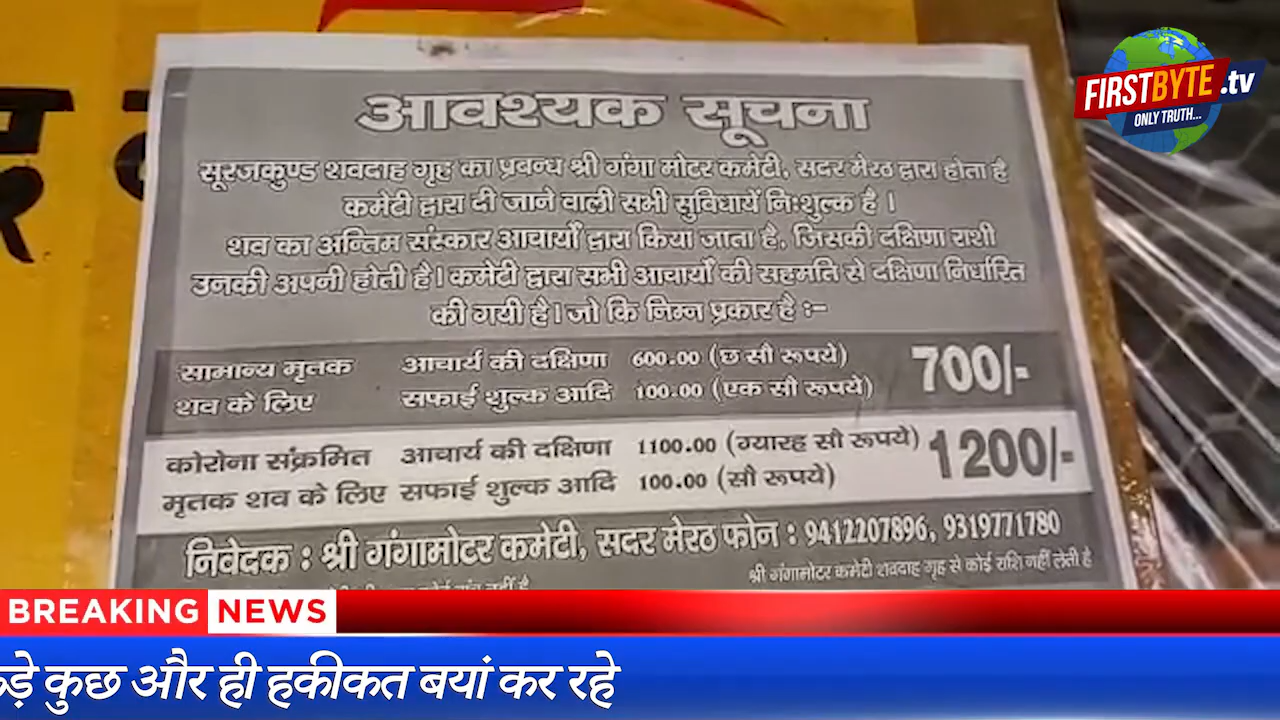 आवश्यक सूचना
सूरजकुण्ड शवदाह गृह का प्रबन्ध श्री गंगा मोटर कमेटी, सदर मेरठ द्वारा होता है
कमेटी द्वारा दी जाने वाली सभी सुविधायें निःशुल्क है ।
शव का अन्तिम संस्कार आचार्यो द्वारा किया जाता है, जिसकी दक्षिणा राशी
उनकी अपनी होती है। कमेटी द्वारा सभी आचार्यो की सहमति से दक्षिणा निर्धारित
की गयी है। जो कि निम्न प्रकार है :-
सामान्य मृतक आचार्य की दक्षिणा 600.00 (छ सौ रूपये) 700/-
शव के लिए सफाई शुल्क आदि 100.00 (एक सौ रूपये)
कोरोना संक्रमित आचार्य की दक्षिणा 1100.00 (ग्यारह सौ रूपये) 1200/-
मृतक शव के लिए सफाई शुल्क आदि 100.00 (सौ रूपये)
निवेदक : श्री गंगामोटर कमेटी, सदर मेरठ फोन : 9412207896, 9319771780
श्री गंगामोटर कमेटी शवदाह गृह से कोई राशि नहीं लेती है
FIRSTBYTE.tv
ONLY TRUTH...
BREAKING NEWS
कुछ और ही हकीकत बयां कर रहे